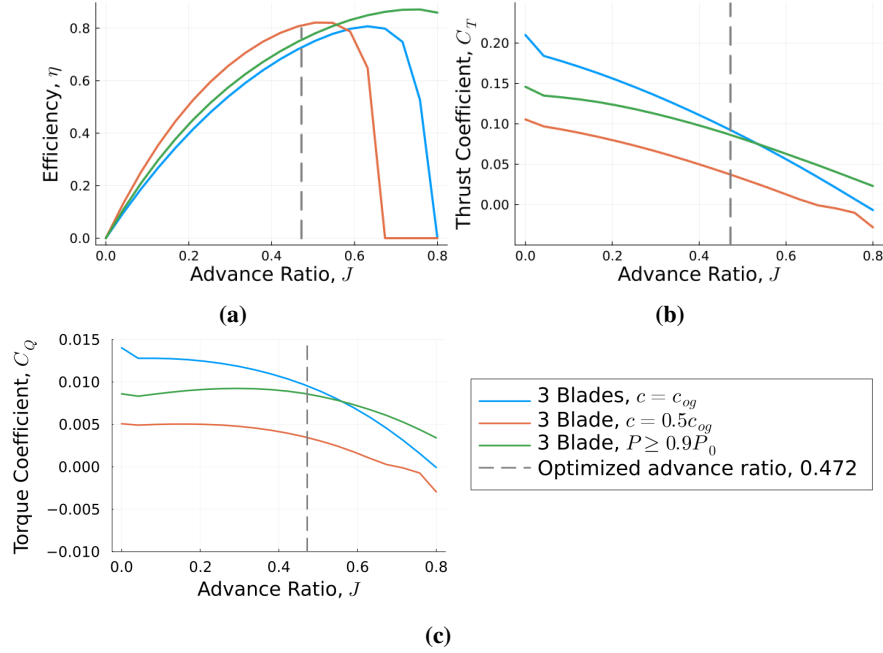 Efficiency, η
0.8
0.6
0.4
0.2
0.0
0.0 0.2 0.4 0.6 0.8
Advance Ratio, J
(a)
Thrust Coefficient, C_T
0.20
0.15
0.10
0.05
0.00
0.0 0.2 0.4 0.6 0.8
Advance Ratio, J
(b)
Torque Coefficient, C_Q
0.015
0.010
0.005
0.000
−0.005
−0.010
0.0 0.2 0.4 0.6 0.8
Advance Ratio, J
(c)
3 Blades, c = c_og
3 Blade, c = 0.5c_og
3 Blade, P ≥ 0.9P_0
Optimized advance ratio, 0.472